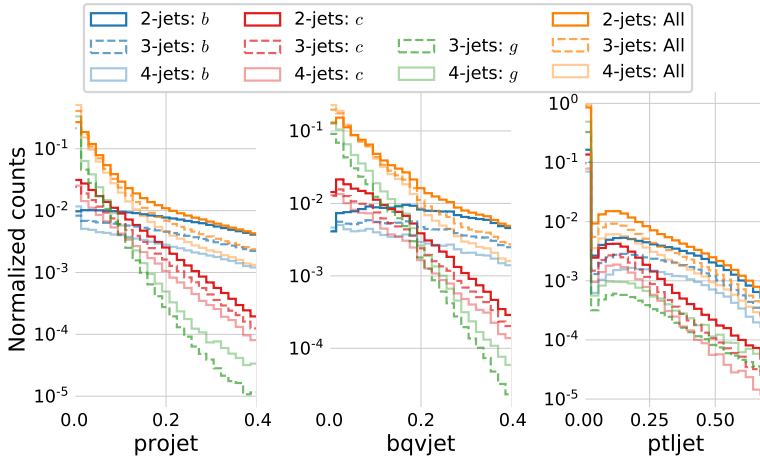 2-jets: b 2-jets: c 2-jets: All
3-jets: b 3-jets: c 3-jets: g 3-jets: All
4-jets: b 4-jets: c 4-jets: g 4-jets: All
Normalized counts
10⁻¹
10⁻²
10⁻³
10⁻⁴
10⁻⁵
0.0 0.2 0.4
projet
10⁻¹
10⁻²
10⁻³
10⁻⁴
0.0 0.2 0.4
bqvjet
10⁰
10⁻¹
10⁻²
10⁻³
10⁻⁴
10⁻⁵
0.00 0.25 0.50
ptljet